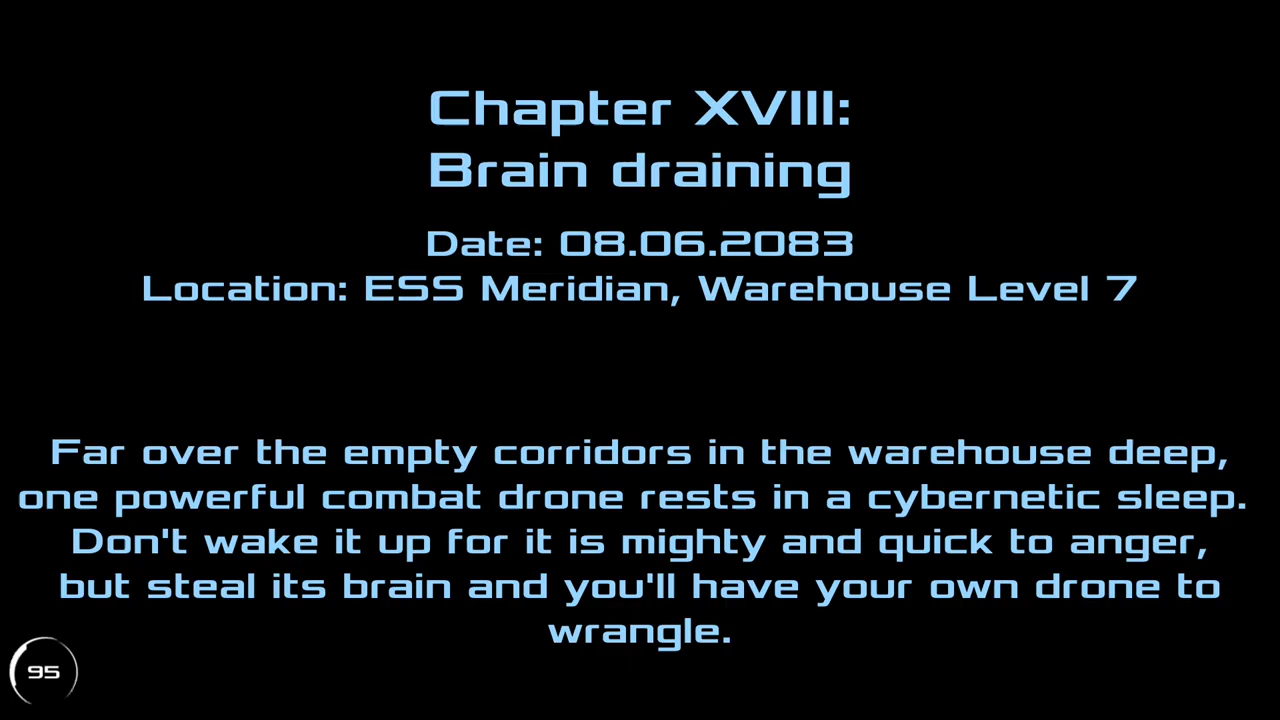 Chapter XVIII:
Brain draining
Date: 08.06.2083
Location: ESS Meridian, Warehouse Level 7
Far over the empty corridors in the warehouse deep,
one powerful combat drone rests in a cybernetic sleep.
Don't wake it up for it is mighty and quick to anger,
but steal its brain and you'll have your own drone to
wrangle.
95